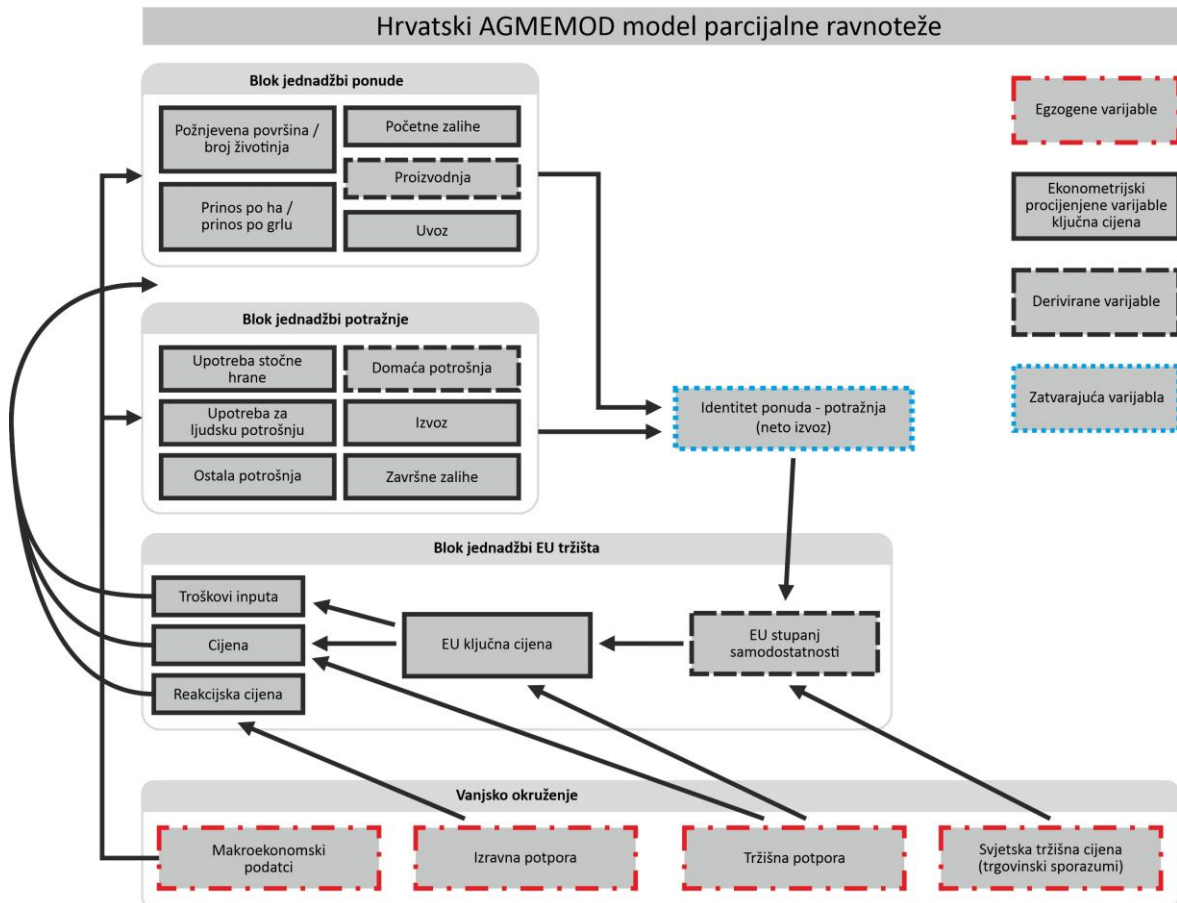 Hrvatski AGMEMOD model parcijalne ravnoteže
Blok jednadžbi ponude
Požnjevena površina /
broj životinja
Početne zalihe
Proizvodnja
Prinos po ha /
prinos po grlu
Uvoz
Egzogene varijable
Ekonometrijski
procijenjene varijable
ključna cijena
Derivirane varijable
Zatvarajuća varijabla
Blok jednadžbi potražnje
Upotreba stočne
hrane
Domaća potrošnja
Upotreba za
ljudsku potrošnju
Izvoz
Ostala potrošnja
Završne zalihe
Identitet ponuda - potražnja
(neto izvoz)
Blok jednadžbi EU tržišta
Troškovi inputa
Cijena
Reakcijska cijena
EU ključna cijena
EU stupanj
samodostatnosti
Vanjsko okruženje
Makroekonomski
podatci
Izravna potpora
Tržišna potpora
Svjetska tržišna cijena
(trgovinski sporazumi)